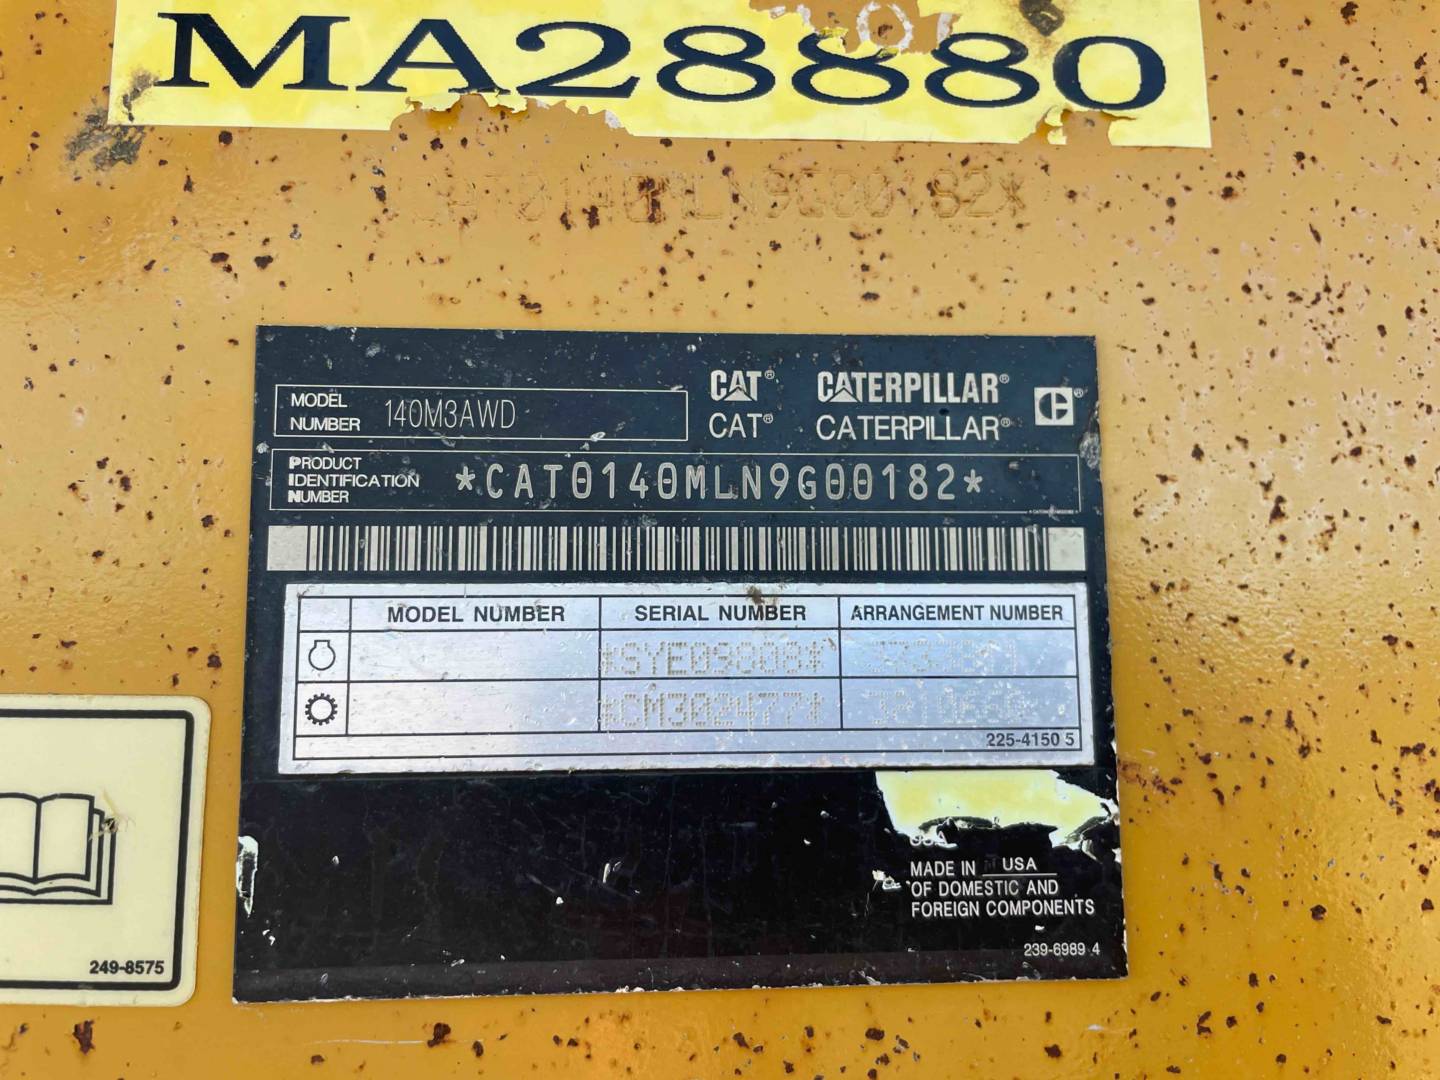 MA28880
CAT0140MLN9G00182*
MODEL NUMBER 140M3AWD
CAT® CATERPILLAR®
CAT® CATERPILLAR®
PRODUCT IDENTIFICATION NUMBER *CAT0140MLN9G00182*
MODEL NUMBER SERIAL NUMBER ARRANGEMENT NUMBER
*SYE03808*
*CM302477*
225-4150 5
MADE IN USA
OF DOMESTIC AND
FOREIGN COMPONENTS
239-6989 4
249-8575